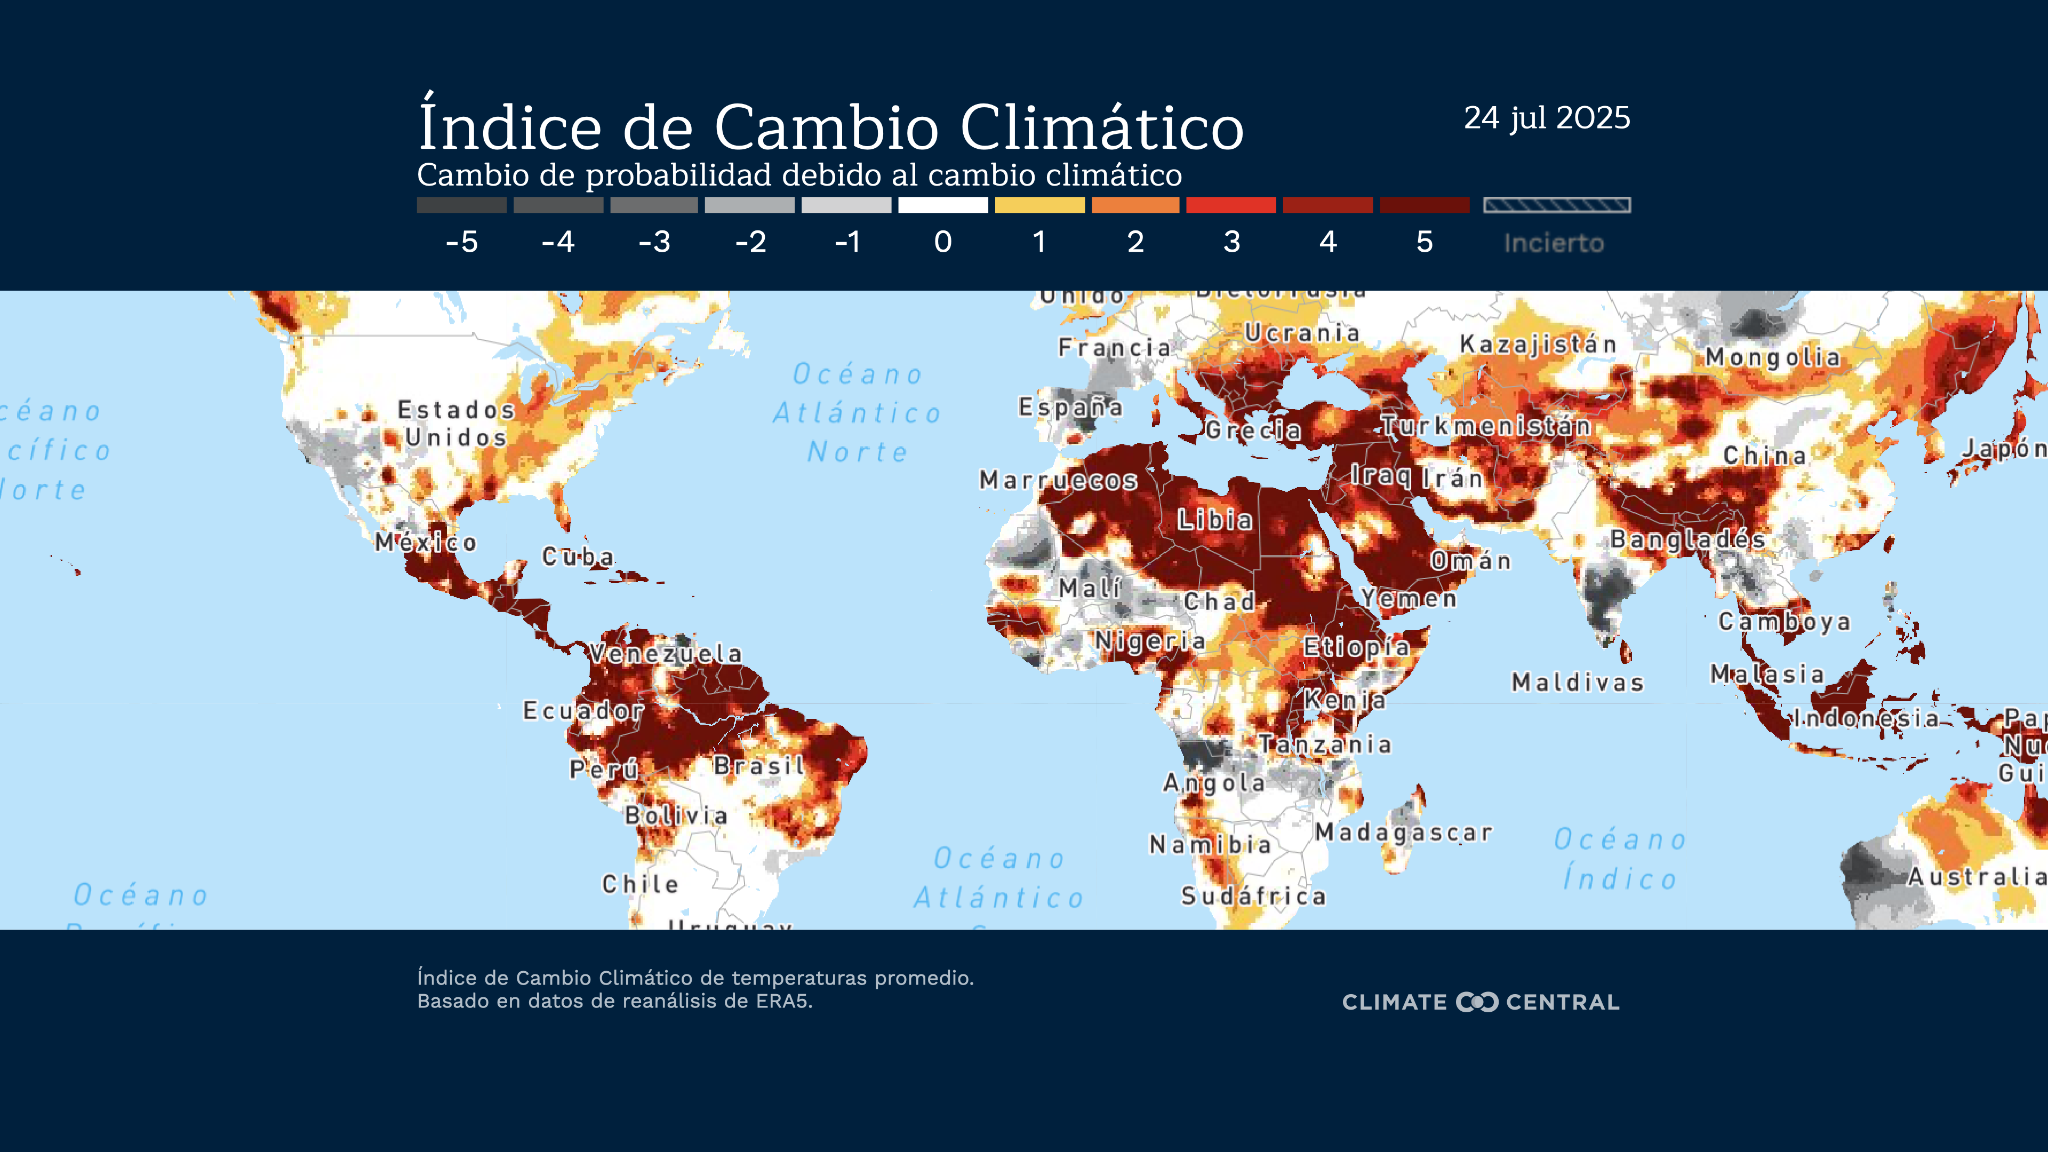 Índice de Cambio Climático
24 jul 2025
Cambio de probabilidad debido al cambio climático
-5 -4 -3 -2 -1 0 1 2 3 4 5 Incierto
Unido
Bielorrusia
Ucrania
Francia
Kazajistán
Mongolia
Océano
Atlántico
Norte
España
Grecia
Turkmenistán
Estados
Unidos
China
Japón
Marruecos
Iraq
Irán
Libia
México
Cuba
Bangladés
Omán
Malí
Chad
Yemen
Camboya
Nigeria
Etiopía
Venezuela
Maldivas
Malasia
Ecuador
Kenia
Indonesia
Tanzania
Perú
Brasil
Angola
Bolivia
Namibia
Madagascar
Océano
Índico
Océano
Atlántico
Chile
Sudáfrica
Australia
Océano
Uruguay
Índice de Cambio Climático de temperaturas promedio.
Basado en datos de reanálisis de ERA5.
CLIMATE CENTRAL